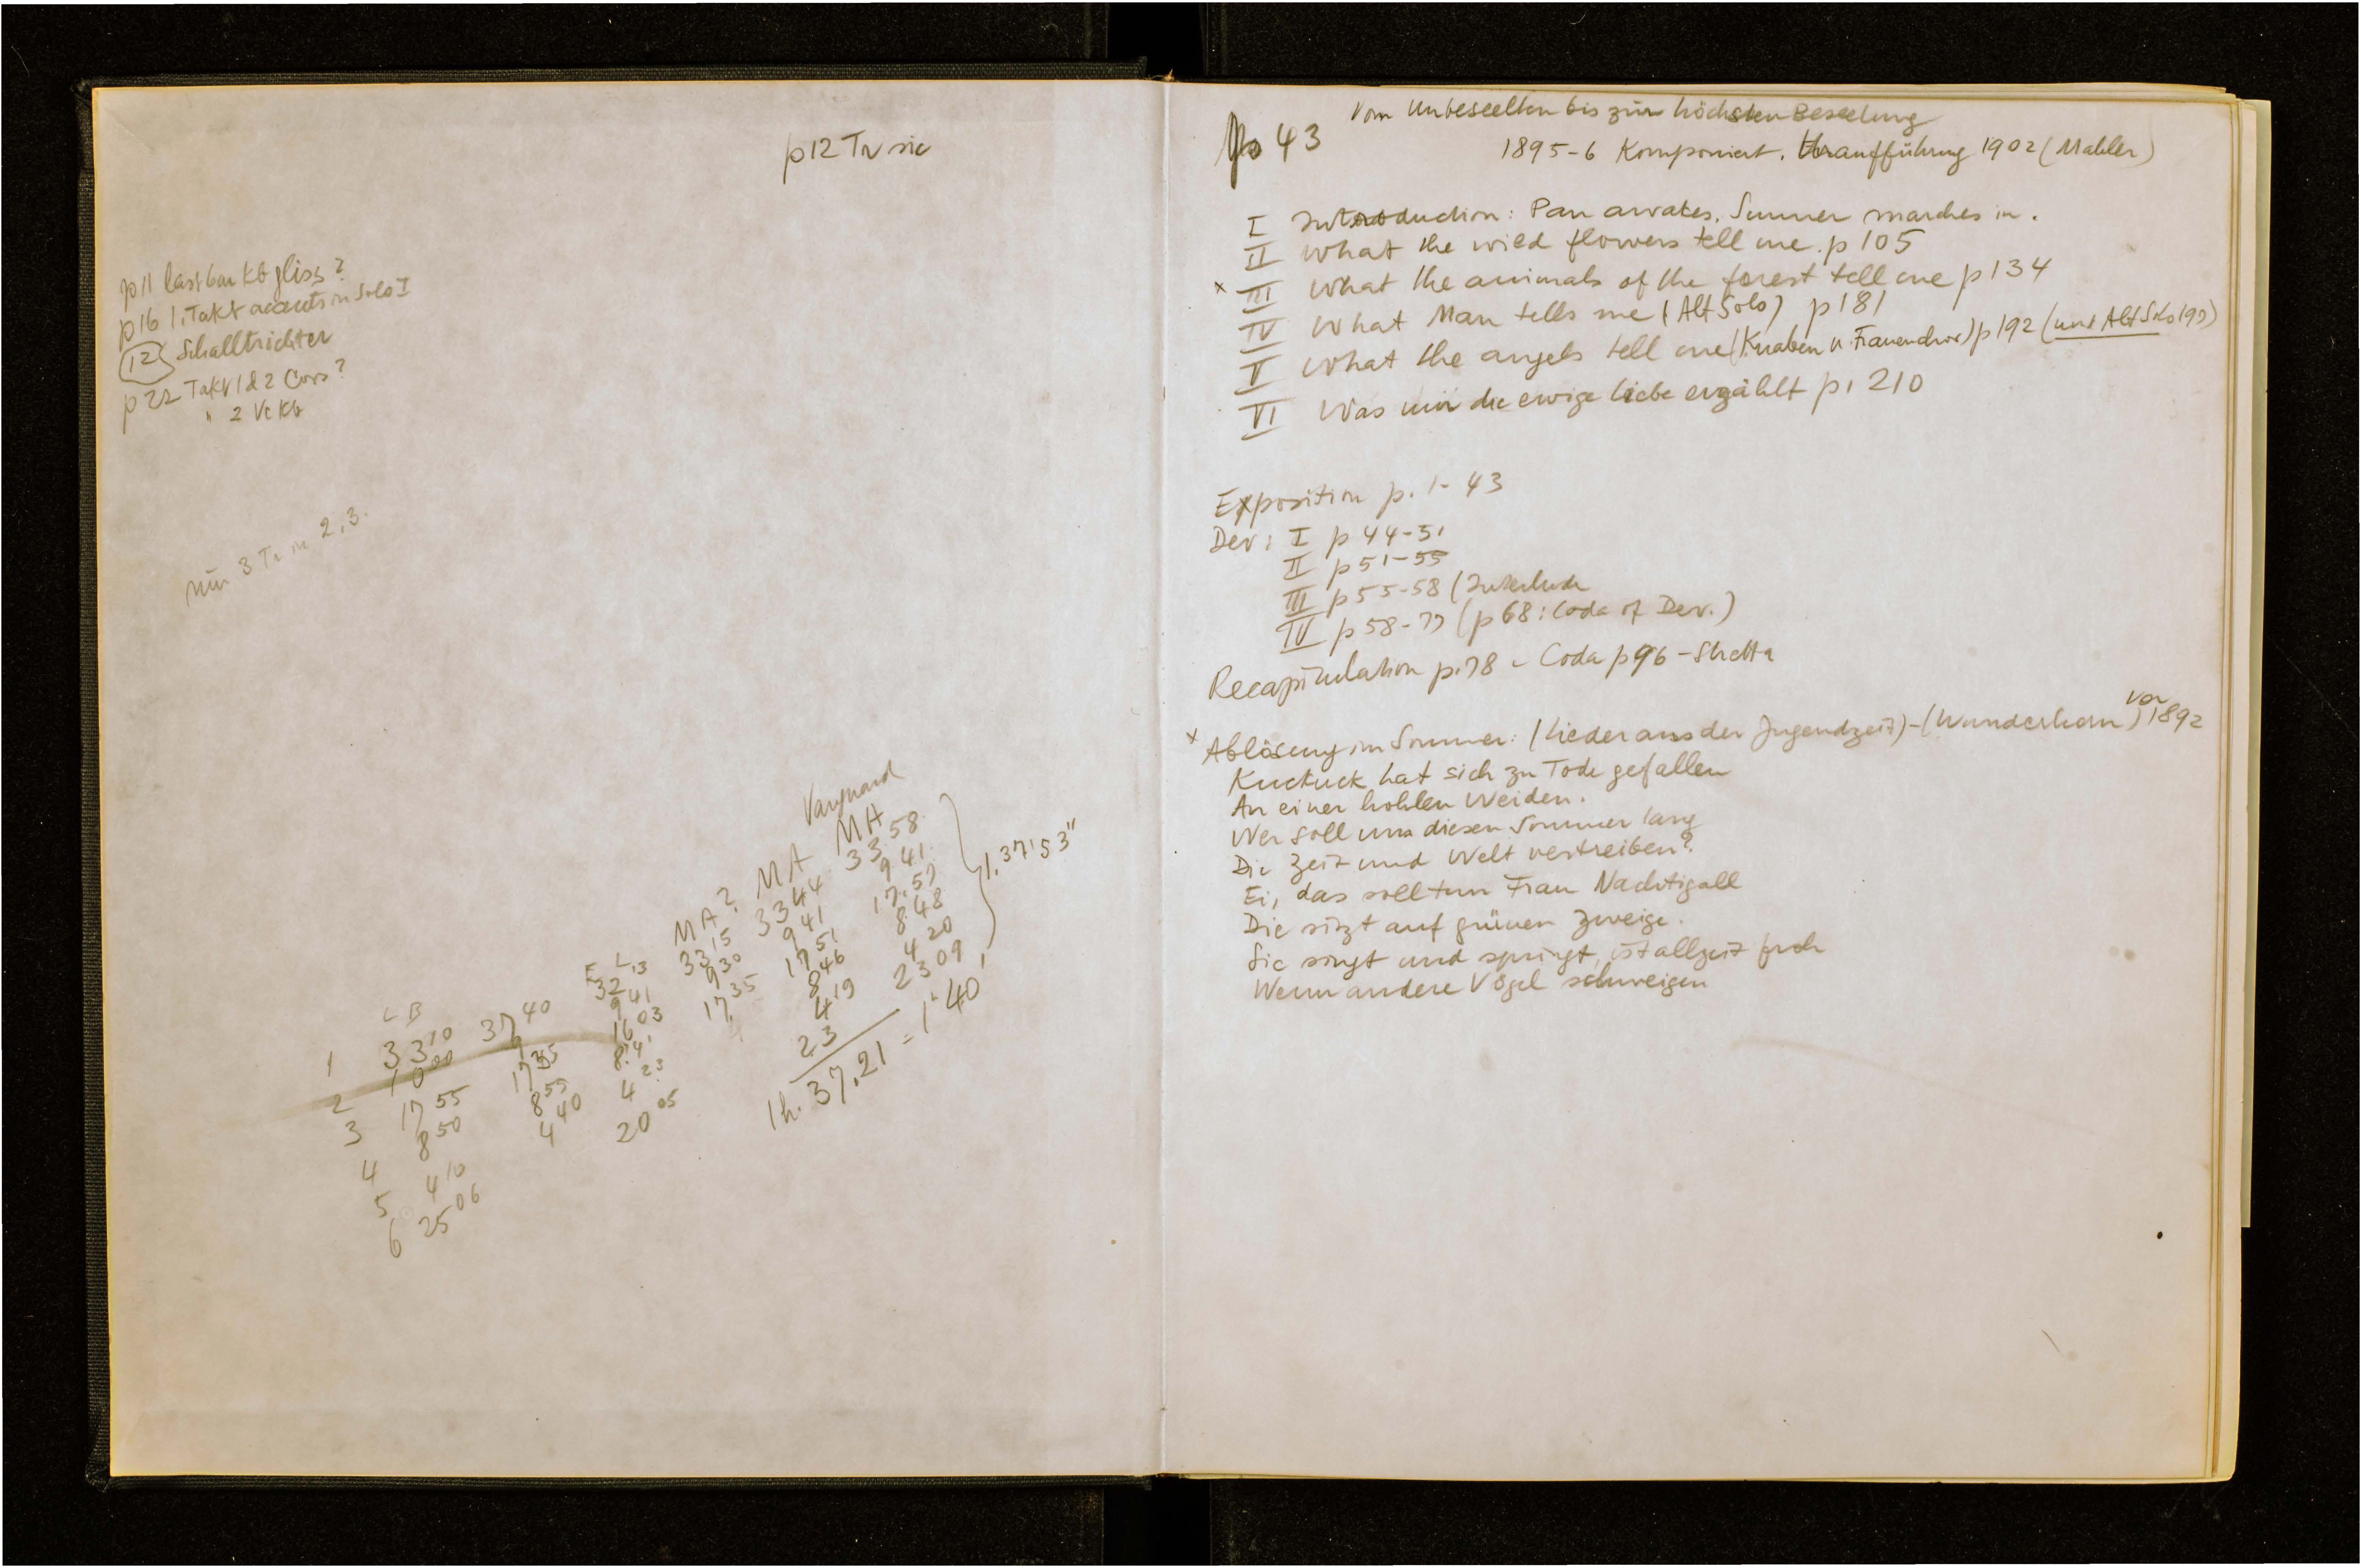 p12 Tr sic
p11 last bar Kb gliss?
p16 1. Takt accents in Solo I
12 Schalltrichter
p22 Takt 1 & 2 Cors?
" 2 Vc Kb
nur 3 Tr in 2, 3.
Vanguard
LB
F L MA? MA MA
1 33 10 37 40 32 13 33 15 33 44 33 58
2 10 00 9 9 41 9 30 9 41 9 41
3 17 55 17 35 16 03 17 35 17 51 17.57
4 8 50 8 55 8.41 8 46 8.48
5 4 10 4 40 4 23 4 19 4 20
6 25 06 20 05 23 23 09
1h. 37,21 = 1h 40'
1.37'53"
Vom Unbeseelten bis zur höchsten Beseelung
No 43
1895-6 Komponiert. Uraufführung 1902 (Mahler)
I Introduction: Pan awakes, Summer marches in.
II What the wild flowers tell me. p 105
x III What the animals of the forest tell me p 134
IV What Man tells me (Alt Solo) p 181
V What the angels tell me (Knaben u. Frauenchor) p 192 (und Alt Solo 197)
VI Was mir die ewige Liebe erzählt p. 210
Exposition p. 1-43
Dev: I p 44-51
II p 51-55
III p 55-58 (Interlude
IV p 58-77 (p 68: Coda of Dev.)
Recapitulation p. 78 - Coda p 96 - Stretta
x Ablösung im Sommer: (Lieder aus der Jugendzeit) - (Wunderhorn) vor 1892
Kuckuck hat sich zu Tode gefallen
An einer hohlen Weiden.
Wer soll uns diesen Sommer lang
Die Zeit und Welt vertreiben?
Ei, das soll tun Frau Nachtigall
Die sitzt auf grünen Zweige.
Sie singt und springt, ist allzeit froh
Wenn andere Vögel schweigen